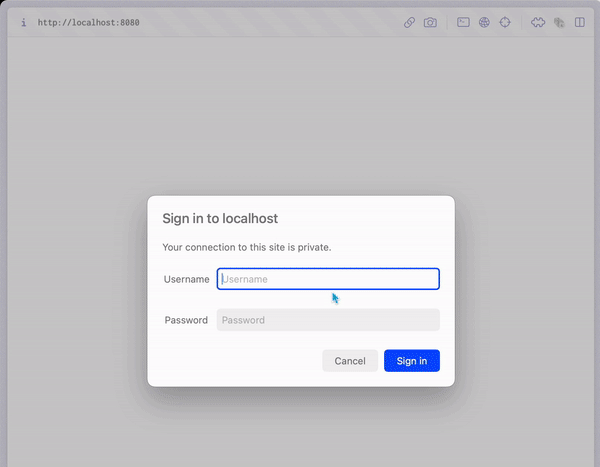 http://localhost:8080
Sign in to localhost
Your connection to this site is private.
Username Username
Password Password
Cancel Sign in